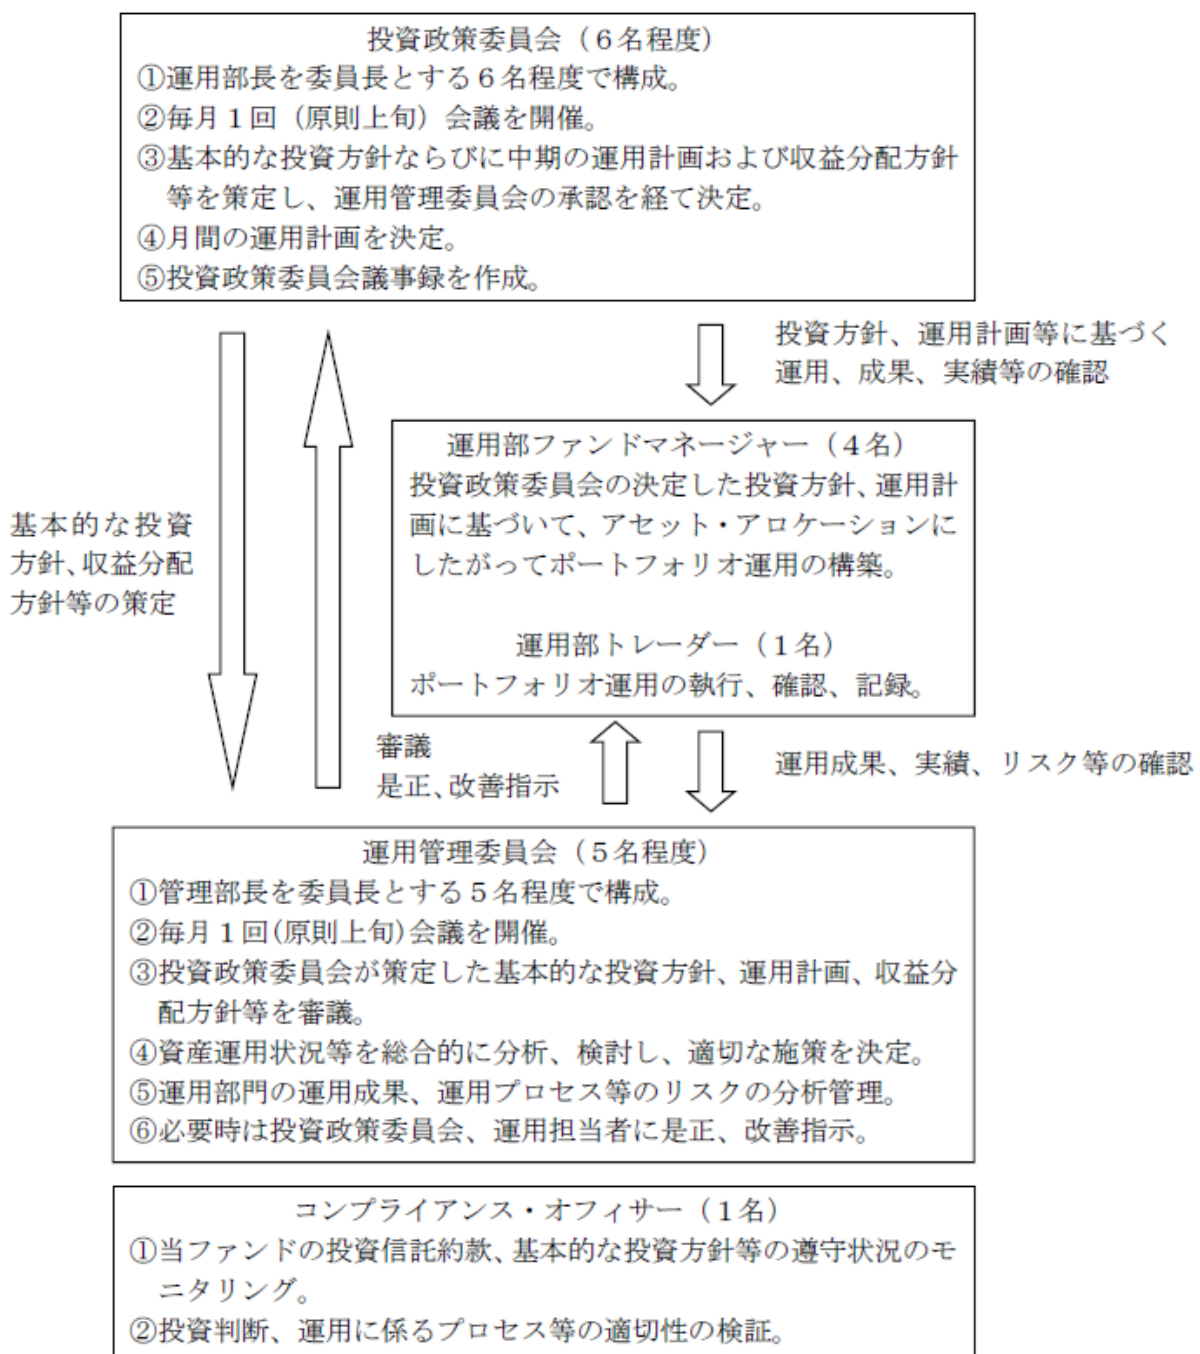 投資政策委員会（６名程度）
①運用部長を委員長とする６名程度で構成。
②毎月１回（原則上旬）会議を開催。
③基本的な投資方針ならびに中期の運用計画および収益分配方針
等を策定し、運用管理委員会の承認を経て決定。
④月間の運用計画を決定。
⑤投資政策委員会議事録を作成。
投資方針、運用計画等に基づく
運用、成果、実績等の確認
運用部ファンドマネージャー（４名）
投資政策委員会の決定した投資方針、運用計
画に基づいて、アセット・アロケーションに
したがってポートフォリオ運用の構築。
運用部トレーダー（１名）
ポートフォリオ運用の執行、確認、記録。
基本的な投資
方針、収益分配
方針等の策定
審議
是正、改善指示
運用成果、実績、リスク等の確認
運用管理委員会（５名程度）
①管理部長を委員長とする５名程度で構成。
②毎月１回(原則上旬)会議を開催。
③投資政策委員会が策定した基本的な投資方針、運用計画、収益分
配方針等を審議。
④資産運用状況等を総合的に分析、検討し、適切な施策を決定。
⑤運用部門の運用成果、運用プロセス等のリスクの分析管理。
⑥必要時は投資政策委員会、運用担当者に是正、改善指示。
コンプライアンス・オフィサー（１名）
①当ファンドの投資信託約款、基本的な投資方針等の遵守状況のモ
ニタリング。
②投資判断、運用に係るプロセス等の適切性の検証。